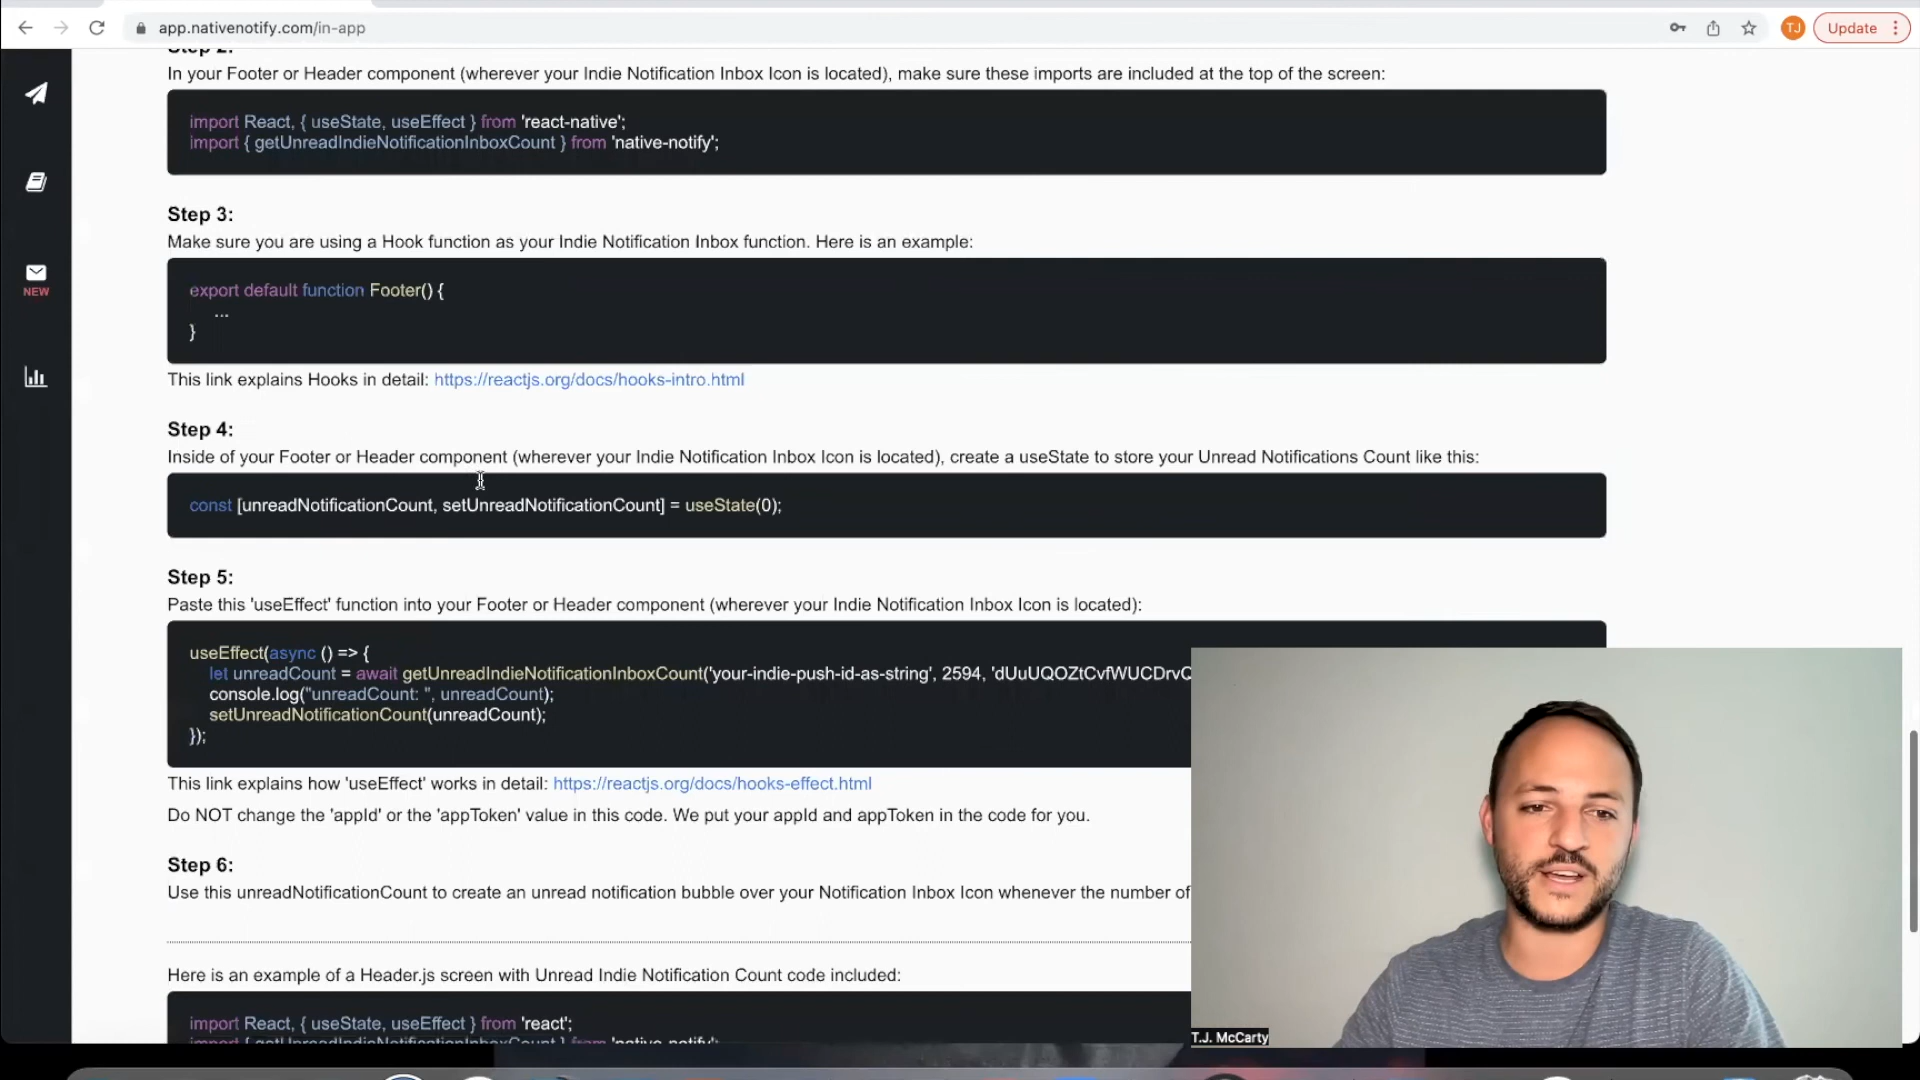 app.nativenotify.com/in-app
TJ
Update
NEW
Step 2:
In your Footer or Header component (wherever your Indie Notification Inbox Icon is located), make sure these imports are included at the top of the screen:
import React, { useState, useEffect } from 'react-native';
import { getUnreadIndieNotificationInboxCount } from 'native-notify';
Step 3:
Make sure you are using a Hook function as your Indie Notification Inbox function. Here is an example:
export default function Footer() {
...
}
This link explains Hooks in detail: https://reactjs.org/docs/hooks-intro.html
Step 4:
Inside of your Footer or Header component (wherever your Indie Notification Inbox Icon is located), create a useState to store your Unread Notifications Count like this:
const [unreadNotificationCount, setUnreadNotificationCount] = useState(0);
Step 5:
Paste this 'useEffect' function into your Footer or Header component (wherever your Indie Notification Inbox Icon is located):
useEffect(async () => {
let unreadCount = await getUnreadIndieNotificationInboxCount('your-indie-push-id-as-string', 2594, 'dUuUQOZtCvfWUCDrvQ
console.log("unreadCount: ", unreadCount);
setUnreadNotificationCount(unreadCount);
});
This link explains how 'useEffect' works in detail: https://reactjs.org/docs/hooks-effect.html
Do NOT change the 'appId' or the 'appToken' value in this code. We put your appId and appToken in the code for you.
Step 6:
Use this unreadNotificationCount to create an unread notification bubble over your Notification Inbox Icon whenever the number of
Here is an example of a Header.js screen with Unread Indie Notification Count code included:
import React, { useState, useEffect } from 'react';
import { getUnreadIndieNotificationInboxCount } from 'native-notify';
T.J. McCarty